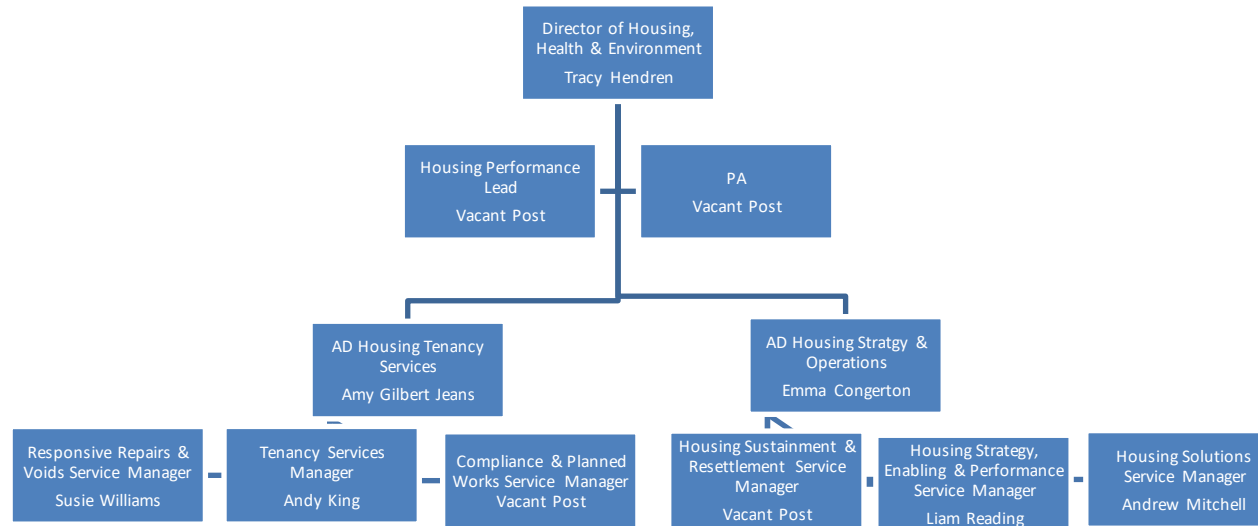 Director of Housing,
Health & Environment
Tracy Hendren
Housing Performance
Lead
Vacant Post
PA
Vacant Post
AD Housing Tenancy
Services
Amy Gilbert Jeans
AD Housing Stratgy &
Operations
Emma Congerton
Responsive Repairs &
Voids Service Manager
Susie Williams
Tenancy Services
Manager
Andy King
Compliance & Planned
Works Service Manager
Vacant Post
Housing Sustainment &
Resettlement Service
Manager
Vacant Post
Housing Strategy,
Enabling & Performance
Service Manager
Liam Reading
Housing Solutions
Service Manager
Andrew Mitchell